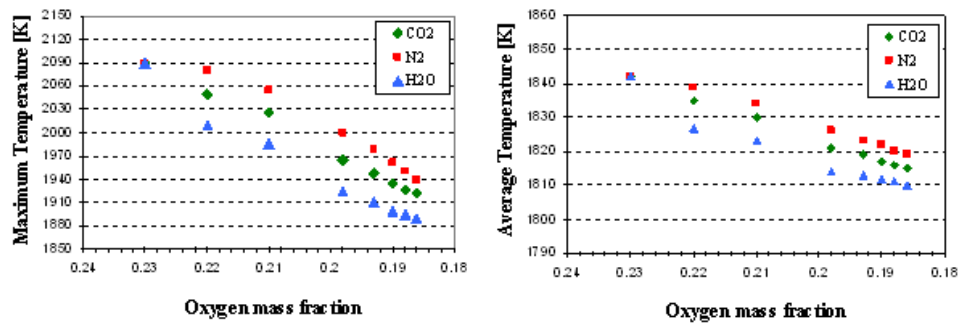 Maximum Temperature [K]
2150
2120
2090
2060
2030
2000
1970
1940
1910
1880
1850
0.24 0.23 0.22 0.21 0.2 0.19 0.18
Oxygen mass fraction
CO2
N2
H2O
Average Temperature [K]
1860
1850
1840
1830
1820
1810
1800
1790
0.24 0.23 0.22 0.21 0.2 0.19 0.18
Oxygen mass fraction
CO2
N2
H2O